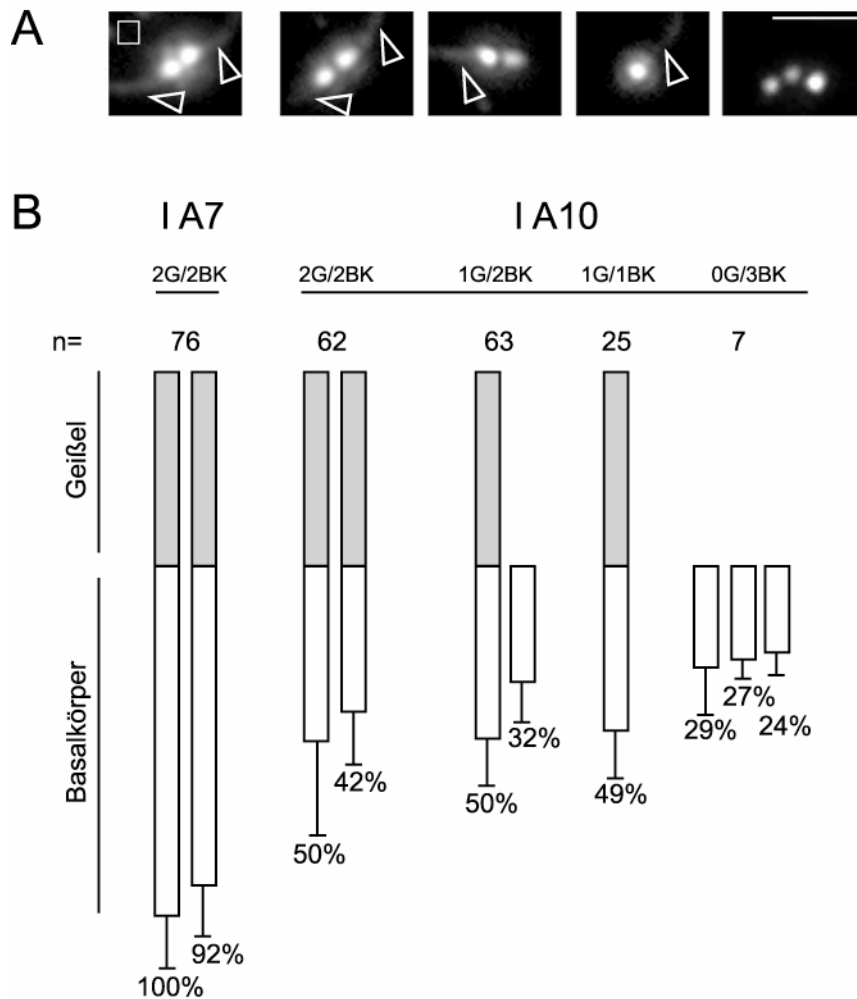 A
B
I A7 I A10
2G/2BK 2G/2BK 1G/2BK 1G/1BK 0G/3BK
n= 76 62 63 25 7
Geißel
Basalkörper
29% 27% 24%
32%
42%
50% 49%
50%
92%
100%